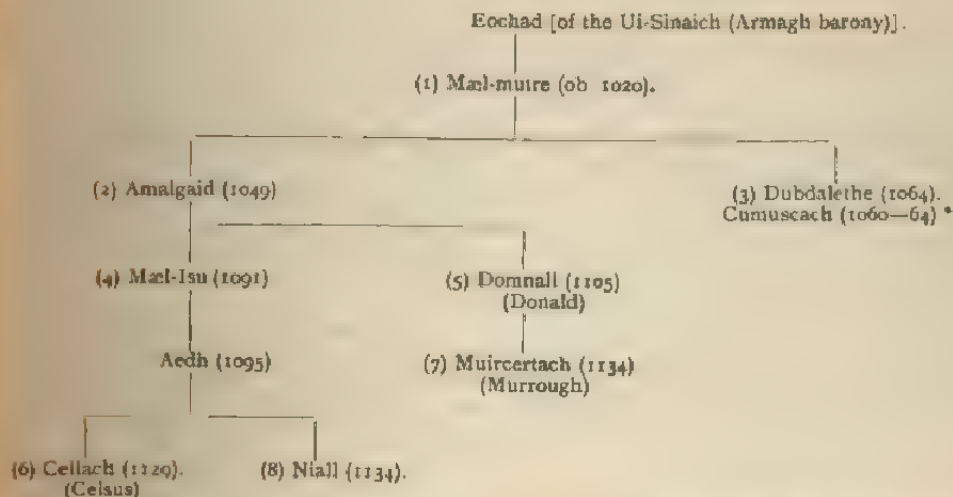 Eochad [of the Ui-Sinaich (Armagh barony)].
(1) Mæl-muire (ob 1020).
(2) Amalgaid (1049)
(3) Dubdalethe (1064).
Cumuscach (1060—64) *
(4) Mæl-Isu (1091)
(5) Domnall (1105)
(Donald)
Aedh (1095)
(7) Muircertach (1134)
(Murrough)
(6) Cellach (1129).
(Celsus)
(8) Niall (1134).